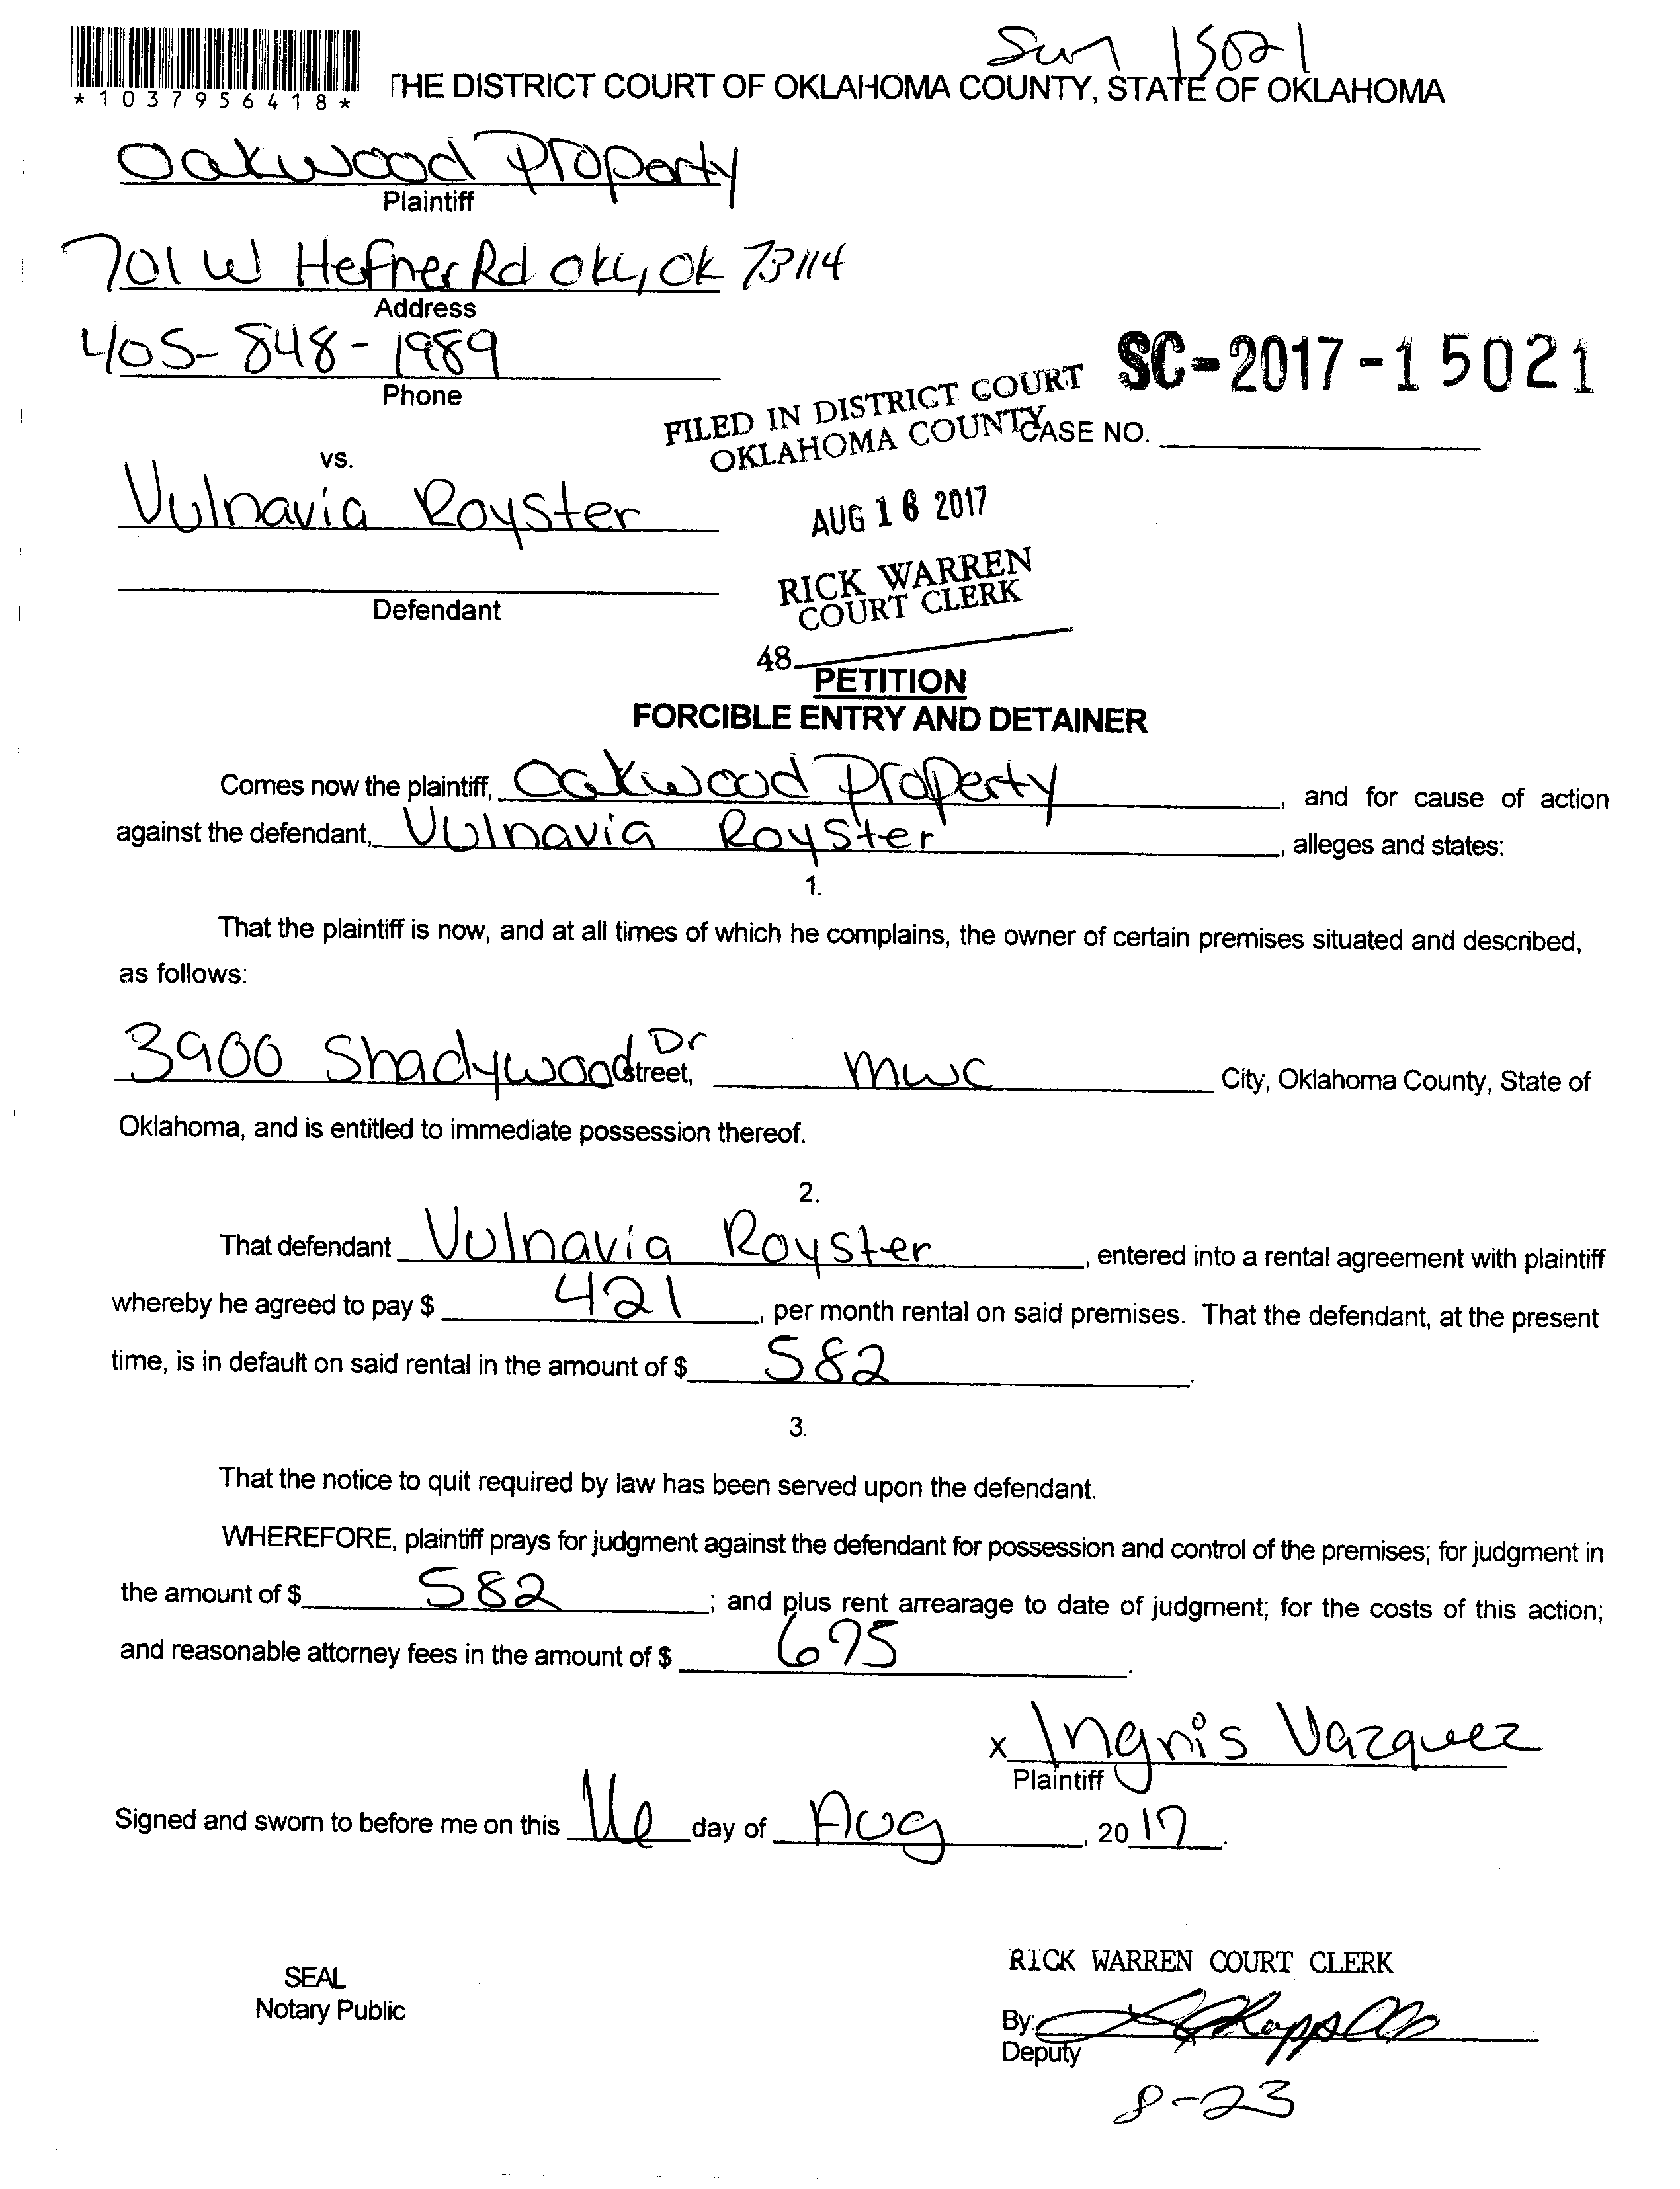 Sum 15021
*1037956418*
THE DISTRICT COURT OF OKLAHOMA COUNTY, STATE OF OKLAHOMA
Oakwood Property
Plaintiff
701 W Hefner Rd OKC, OK 73114
Address
405-848-1989
Phone
SC-2017-15021
FILED IN DISTRICT COURT
OKLAHOMA COUNTY
CASE NO.
vs.
Vulnavia Royster
AUG 16 2017
Defendant
RICK WARREN
COURT CLERK
48
PETITION
FORCIBLE ENTRY AND DETAINER
Comes now the plaintiff, Oakwood Property, and for cause of action
against the defendant, Vulnavia Royster, alleges and states:
1.
That the plaintiff is now, and at all times of which he complains, the owner of certain premises situated and described,
as follows:
3900 Shadywood Dr Street, MWC City, Oklahoma County, State of
Oklahoma, and is entitled to immediate possession thereof.
2.
That defendant Vulnavia Royster, entered into a rental agreement with plaintiff
whereby he agreed to pay $ 421, per month rental on said premises. That the defendant, at the present
time, is in default on said rental in the amount of $ 582.
3.
That the notice to quit required by law has been served upon the defendant.
WHEREFORE, plaintiff prays for judgment against the defendant for possession and control of the premises; for judgment in
the amount of $ 582; and plus rent arrearage to date of judgment; for the costs of this action;
and reasonable attorney fees in the amount of $ 675.
x Ingris Vazquez
Plaintiff
Signed and sworn to before me on this 16 day of Aug, 2017.
RICK WARREN COURT CLERK
SEAL
Notary Public
By:
Deputy
8-23